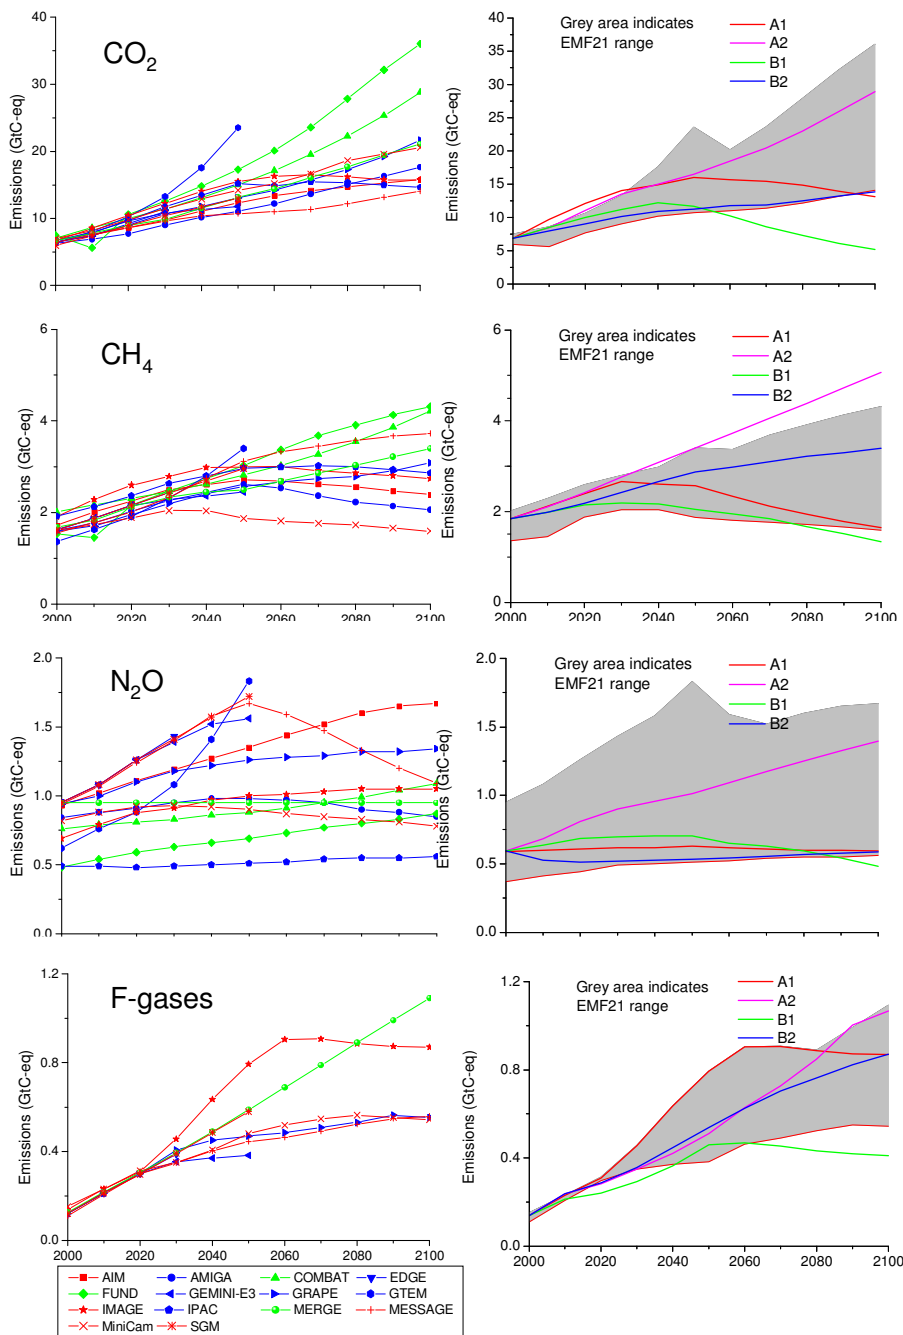 CO2
Emissions (GtC-eq)
40
30
20
10
0
Grey area indicates
EMF21 range
A1
A2
B1
B2
Emissions (GtC-eq)
40
35
30
25
20
15
10
5
0
CH4
Emissions (GtC-eq)
6
4
2
0
2000 2020 2040 2060 2080 2100
Grey area indicates
EMF21 range
A1
A2
B1
B2
Emissions (GtC-eq)
6
4
2
0
2000 2020 2040 2060 2080 2100
N2O
Emissions (GtC-eq)
2.0
1.5
1.0
0.5
0.0
Grey area indicates
EMF21 range
A1
A2
B1
B2
Emissions (GtC-eq)
2.0
1.5
1.0
0.5
0.0
F-gases
Emissions (GtC-eq)
1.2
0.8
0.4
0.0
2000 2020 2040 2060 2080 2100
Grey area indicates
EMF21 range
A1
A2
B1
B2
Emissions (GtC-eq)
1.2
0.8
0.4
0.0
2000 2020 2040 2060 2080 2100
AIM AMIGA COMBAT EDGE
FUND GEMINI-E3 GRAPE GTEM
IMAGE IPAC MERGE MESSAGE
MiniCam SGM